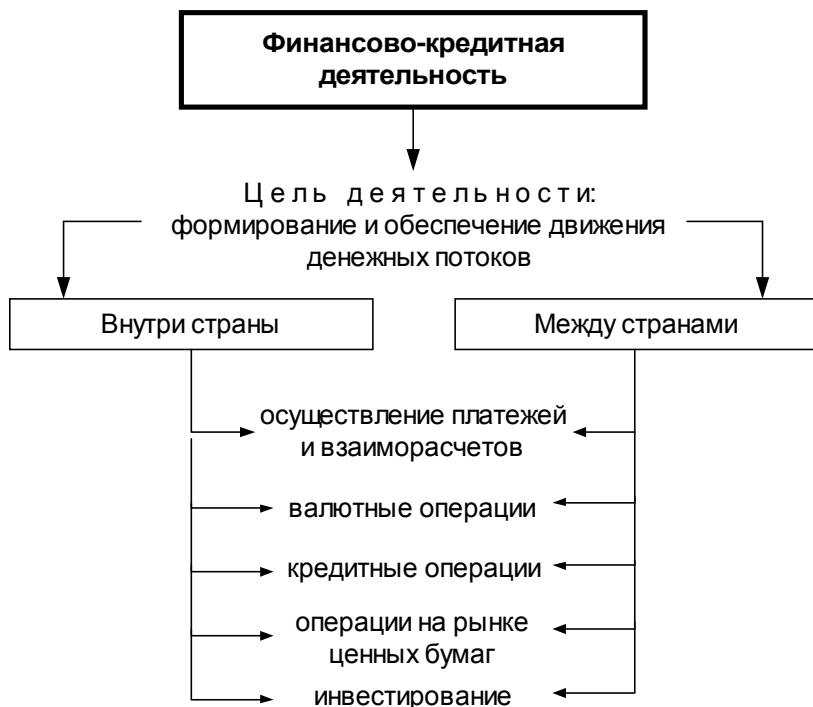 Финансово-кредитная
деятельность
Цель деятельности:
формирование и обеспечение движения
денежных потоков
Внутри страны
Между странами
осуществление платежей
и взаиморасчетов
валютные операции
кредитные операции
операции на рынке
ценных бумаг
инвестирование